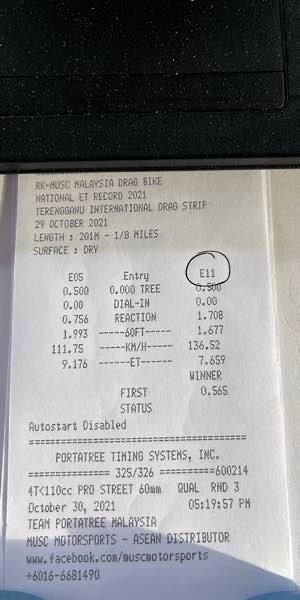 RK-MUSC MALAYSIA DRAG BIKE
NATIONAL ET RECORD 2021
TERENGGANU INTERNATIONAL DRAG STRIP
29 OCTOBER 2021
LENGTH : 201M - 1/8 MILES
SURFACE : DRY
E05 Entry E11
0.500 0.000 TREE 0.500
0.00 DIAL-IN 0.00
0.756 REACTION 1.708
1.993 -----60FT----- 1.677
111.75 -----KM/H----- 136.52
9.176 ------ET------ 7.659
WINNER
FIRST 0.565
STATUS
Autostart Disabled
========================================
PORTATREE TIMING SYSTEMS, INC.
=============== 325/326 ==========600214
4T<110cc PRO STREET 60mm QUAL RND 3
October 30, 2021 05:19:57 PM
TEAM PORTATREE MALAYSIA
MUSC MOTORSPORTS - ASEAN DISTRIBUTOR
www.facebook.com/muscmotorsports
+6016-6681490